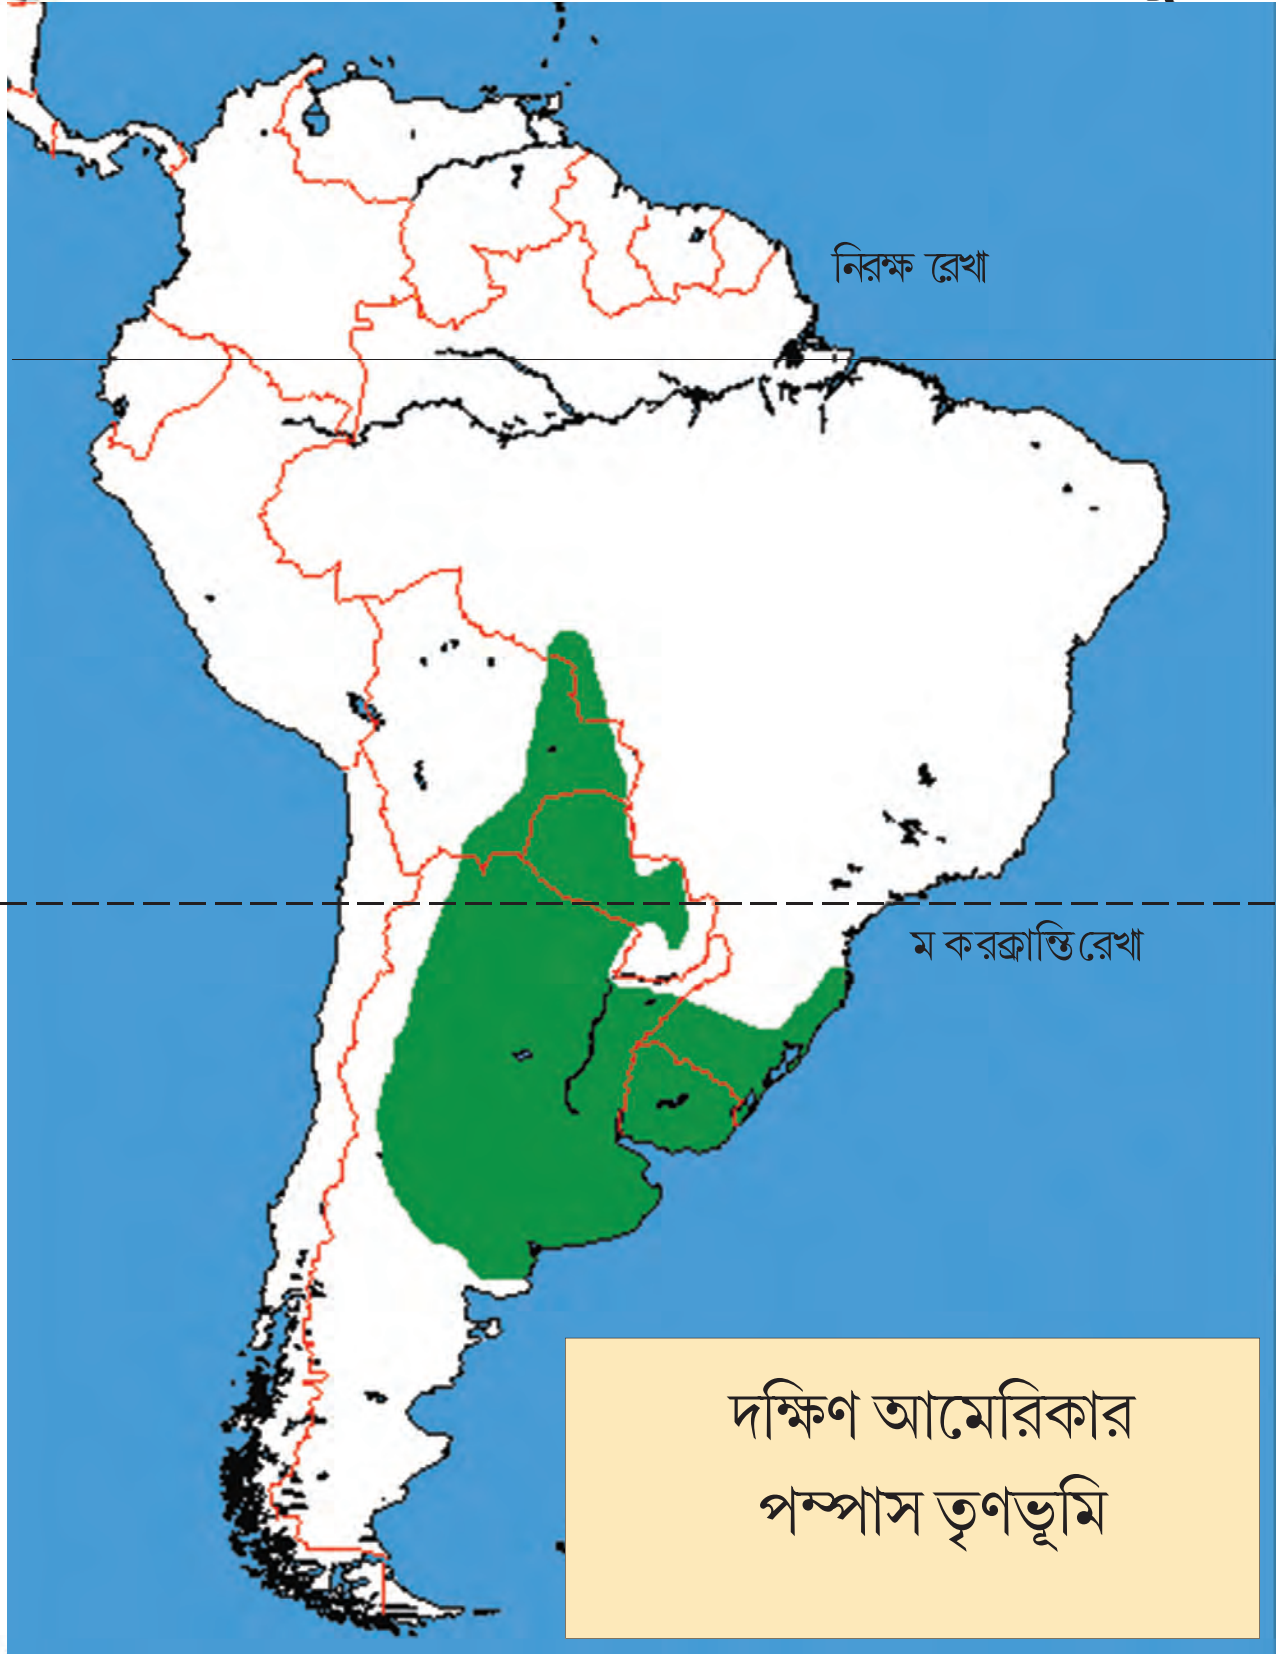 নিরক্ষ রেখা
ম করক্রান্তি রেখা
দক্ষিণ আমেরিকার
পম্পাস তৃণভূমি